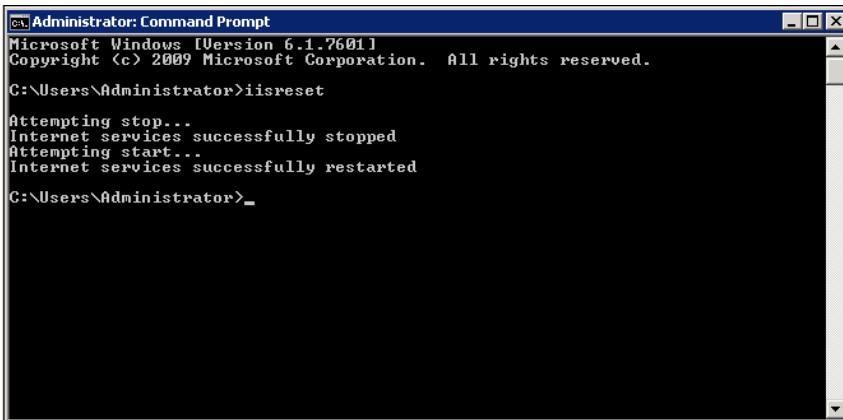 Administrator: Command Prompt
Microsoft Windows [Version 6.1.7601]
Copyright (c) 2009 Microsoft Corporation.  All rights reserved.
C:\Users\Administrator>iisreset
Attempting stop...
Internet services successfully stopped
Attempting start...
Internet services successfully restarted
C:\Users\Administrator>_